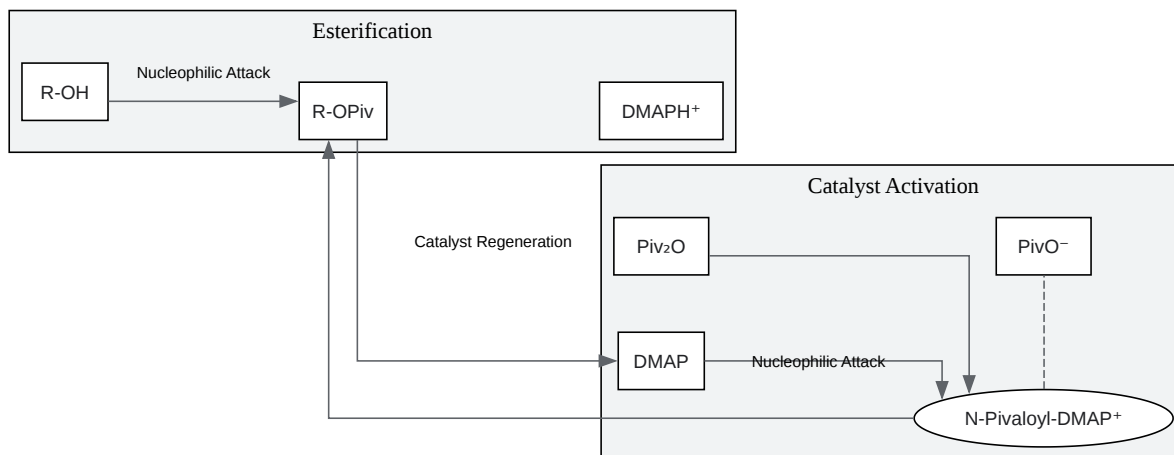 Esterification
Nucleophilic Attack
R-OH
R-OPiv
DMAPH⁺
Catalyst Activation
Catalyst Regeneration
Piv₂O
PivO⁻
DMAP
Nucleophilic Attack
N-Pivaloyl-DMAP⁺